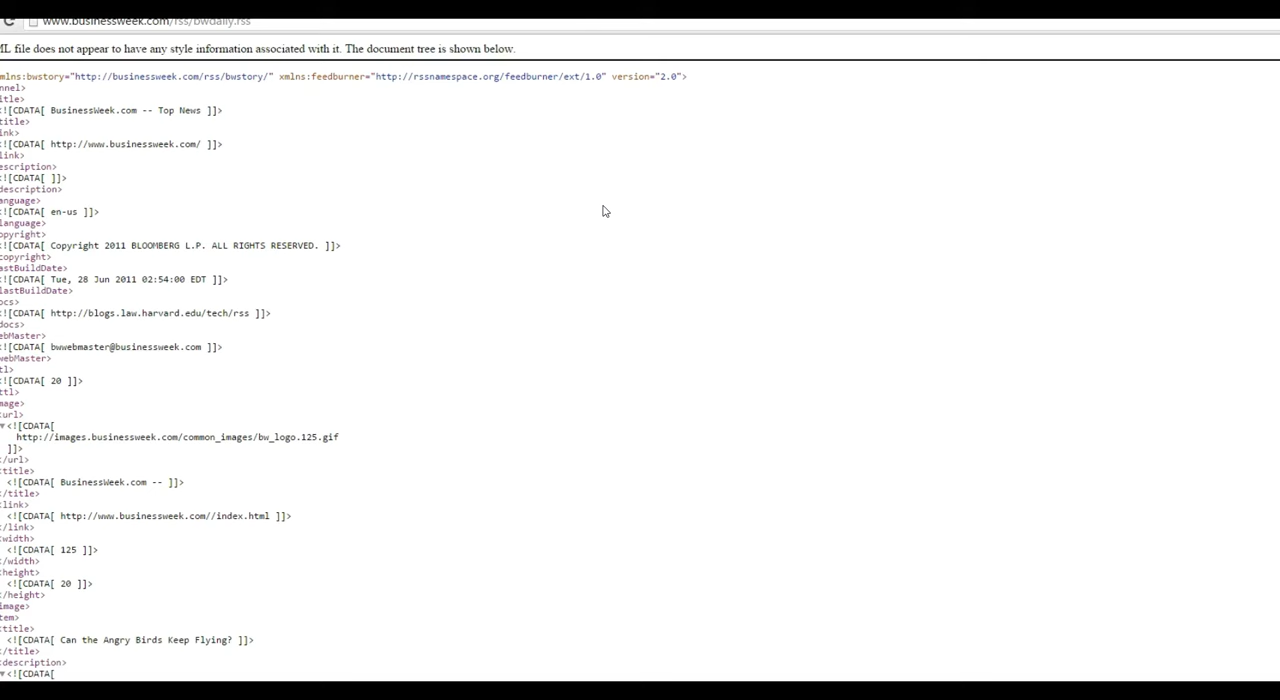 www.businessweek.com/rss/bwdaily.rss
ML file does not appear to have any style information associated with it. The document tree is shown below.
mlns:bwstory="http://businessweek.com/rss/bwstory/" xmlns:feedburner="http://rssnamespace.org/feedburner/ext/1.0" version="2.0">
nnel>
itle>
<![CDATA[ BusinessWeek.com -- Top News ]]>
title>
ink>
<![CDATA[ http://www.businessweek.com/ ]]>
link>
escription>
<![CDATA[ ]]>
description>
anguage>
<![CDATA[ en-us ]]>
language>
opyright>
<![CDATA[ Copyright 2011 BLOOMBERG L.P. ALL RIGHTS RESERVED. ]]>
copyright>
astBuildDate>
<![CDATA[ Tue, 28 Jun 2011 02:54:00 EDT ]]>
lastBuildDate>
ocs>
<![CDATA[ http://blogs.law.harvard.edu/tech/rss ]]>
docs>
ebMaster>
<![CDATA[ bwwebmaster@businessweek.com ]]>
webMaster>
tl>
<![CDATA[ 20 ]]>
ttl>
mage>
<url>
▼<![CDATA[
http://images.businessweek.com/common_images/bw_logo.125.gif
]]>
</url>
<title>
<![CDATA[ BusinessWeek.com -- ]]>
</title>
<link>
<![CDATA[ http://www.businessweek.com//index.html ]]>
</link>
<width>
<![CDATA[ 125 ]]>
</width>
<height>
<![CDATA[ 20 ]]>
</height>
image>
tem>
<title>
<![CDATA[ Can the Angry Birds Keep Flying? ]]>
</title>
<description>
▼<![CDATA[